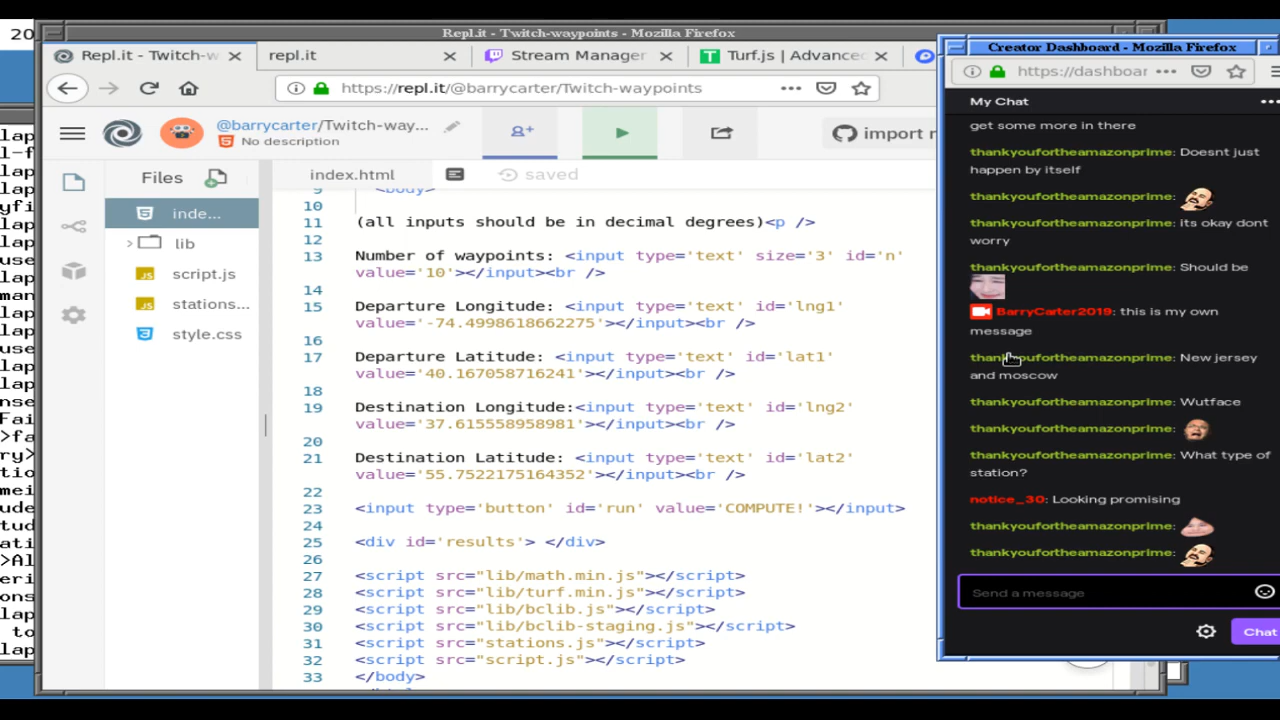 20
Repl.it - Twitch-waypoints - Mozilla Firefox
Repl.it - Twitch-w
repl.it
Stream Manager
Turf.js | Advance
https://repl.it/@barrycarter/Twitch-waypoints
@barrycarter/Twitch-way...
No description
import r
Files
index.html
saved
inde...
lib
script.js
stations...
style.css
9 <body>
10
11 (all inputs should be in decimal degrees)<p />
12
13 Number of waypoints: <input type='text' size='3' id='n'
value='10'></input><br />
14
15 Departure Longitude: <input type='text' id='lng1'
value='-74.4998618662275'></input><br />
16
17 Departure Latitude: <input type='text' id='lat1'
value='40.167058716241'></input><br />
18
19 Destination Longitude:<input type='text' id='lng2'
value='37.615558958981'></input><br />
20
21 Destination Latitude: <input type='text' id='lat2'
value='55.7522175164352'></input><br />
22
23 <input type='button' id='run' value='COMPUTE!'></input>
24
25 <div id='results'> </div>
26
27 <script src="lib/math.min.js"></script>
28 <script src="lib/turf.min.js"></script>
29 <script src="lib/bclib.js"></script>
30 <script src="lib/bclib-staging.js"></script>
31 <script src="stations.js"></script>
32 <script src="script.js"></script>
33 </body>
Creator Dashboard - Mozilla Firefox
https://dashboar
My Chat
get some more in there
thankyoufortheamazonprime: Doesnt just
happen by itself
thankyoufortheamazonprime:
thankyoufortheamazonprime: its okay dont
worry
thankyoufortheamazonprime: Should be
BarryCarter2019: this is my own
message
thankyoufortheamazonprime: New jersey
and moscow
thankyoufortheamazonprime: Wutface
thankyoufortheamazonprime:
thankyoufortheamazonprime: What type of
station?
notice_30: Looking promising
thankyoufortheamazonprime:
thankyoufortheamazonprime:
Send a message
Chat